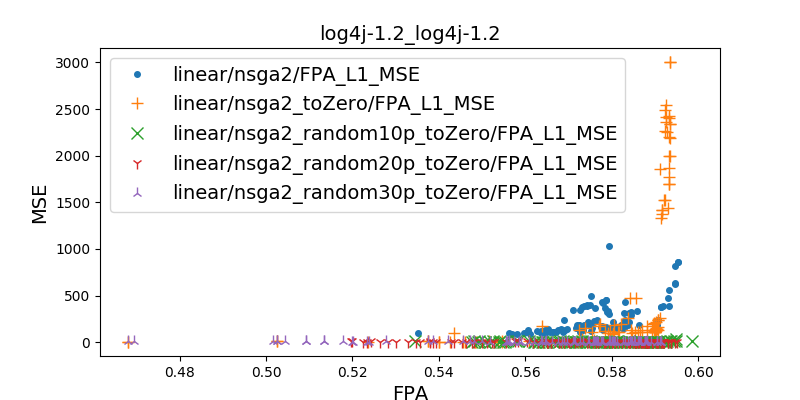 log4j-1.2_log4j-1.2
3000
2500
2000
1500
1000
500
0
MSE
linear/nsga2/FPA_L1_MSE
linear/nsga2_toZero/FPA_L1_MSE
linear/nsga2_random10p_toZero/FPA_L1_MSE
linear/nsga2_random20p_toZero/FPA_L1_MSE
linear/nsga2_random30p_toZero/FPA_L1_MSE
0.48 0.50 0.52 0.54 0.56 0.58 0.60
FPA